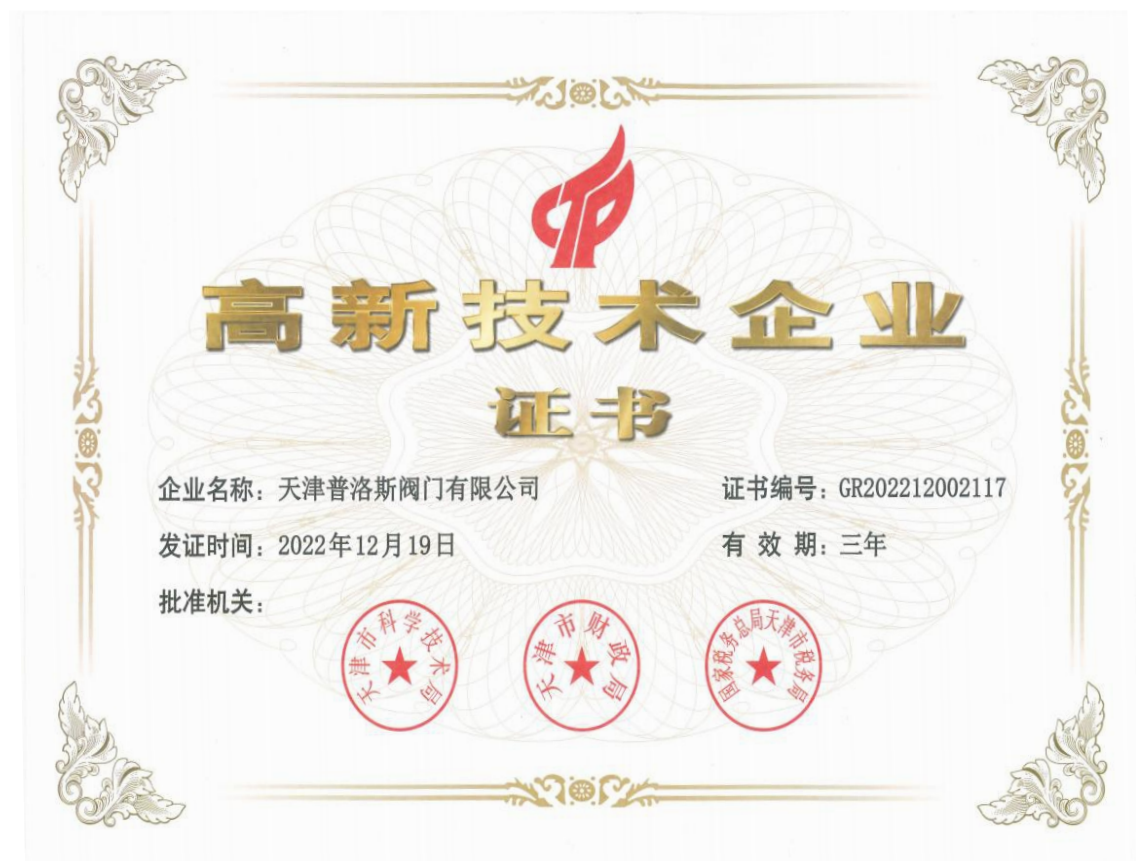 高新技术企业
证书
企业名称：天津普洛斯阀门有限公司
证书编号：GR202212002117
发证时间：2022年12月19日
有 效 期：三年
批准机关：
天津市科学技术局
天津市财政局
国家税务总局天津市税务局